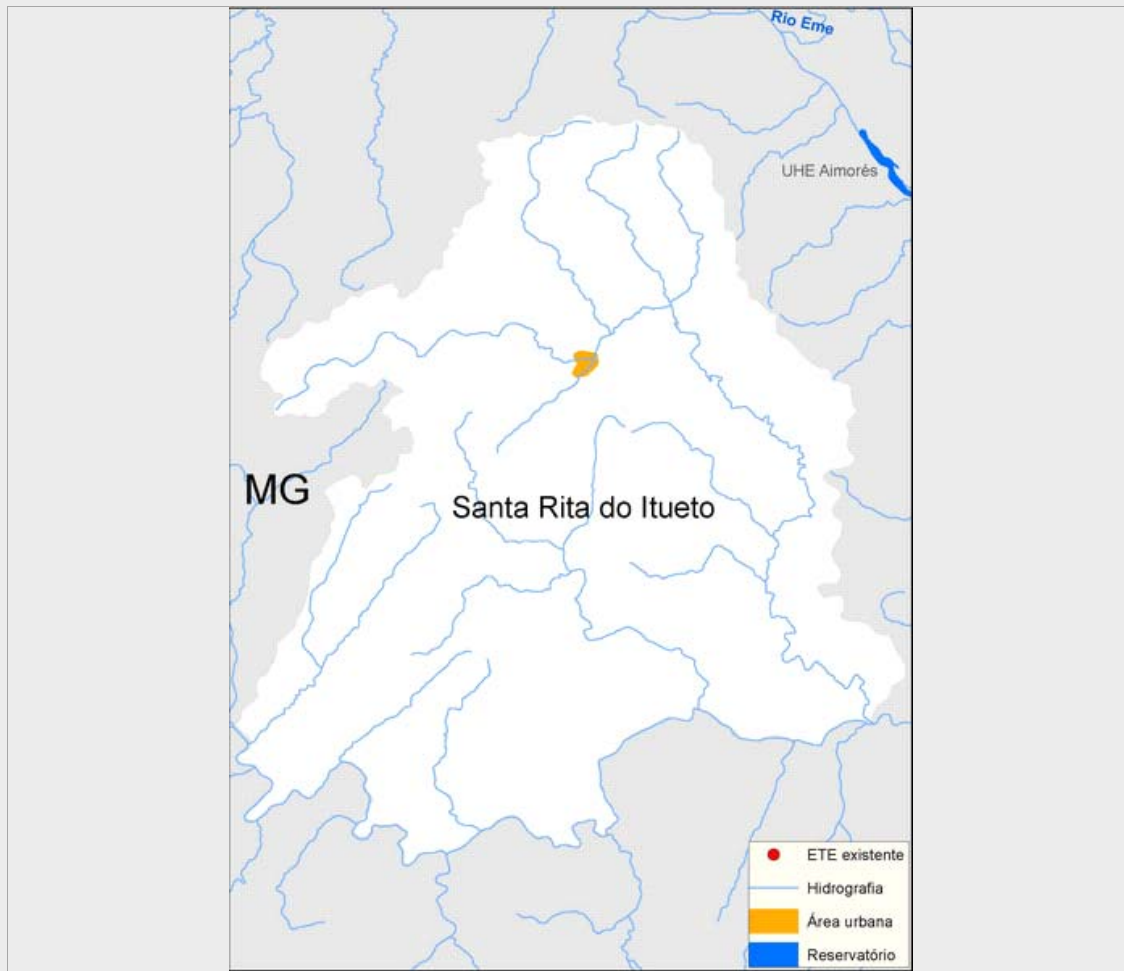 Rio Eme
UHE Aimorés
MG
Santa Rita do Itueto
ETE existente
Hidrografia
Área urbana
Reservatório